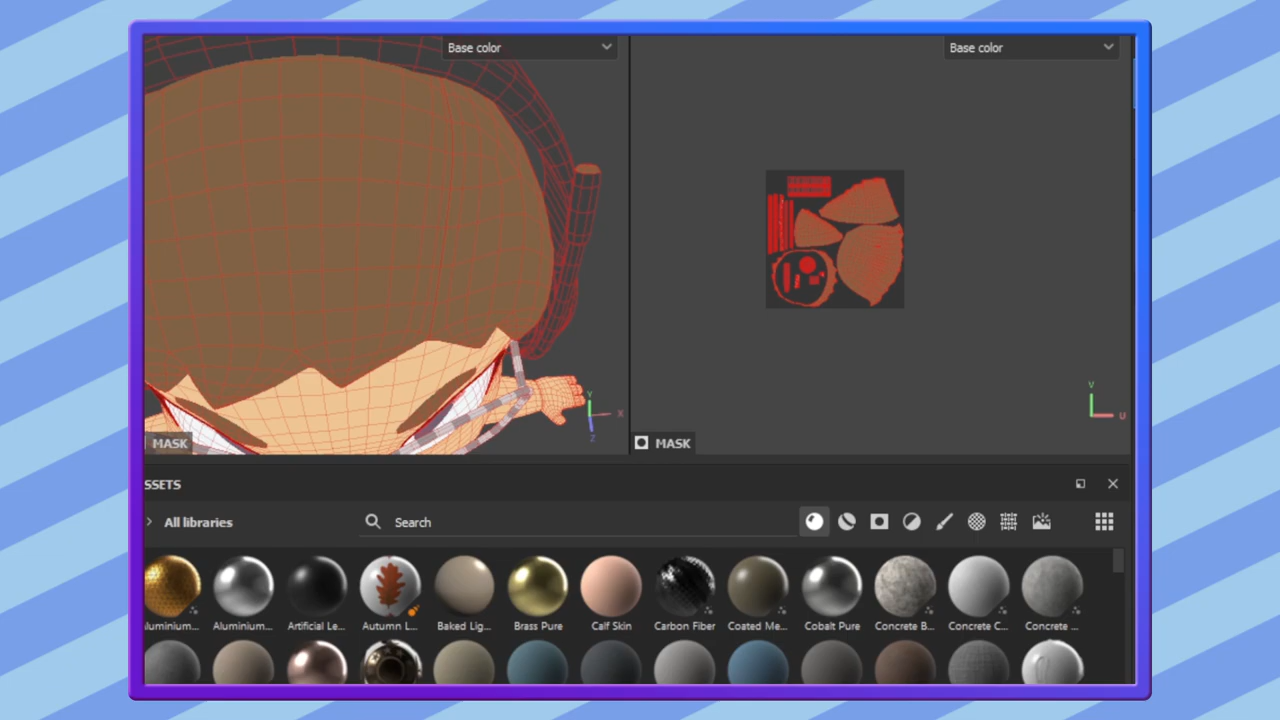 Base color
Base color
Y
X
Z
V
U
MASK
MASK
SSETS
All libraries
Search
luminium...
Aluminium...
Artificial Le...
Autumn L...
Baked Lig...
Brass Pure
Calf Skin
Carbon Fiber
Coated Me...
Cobalt Pure
Concrete B...
Concrete C...
Concrete ...